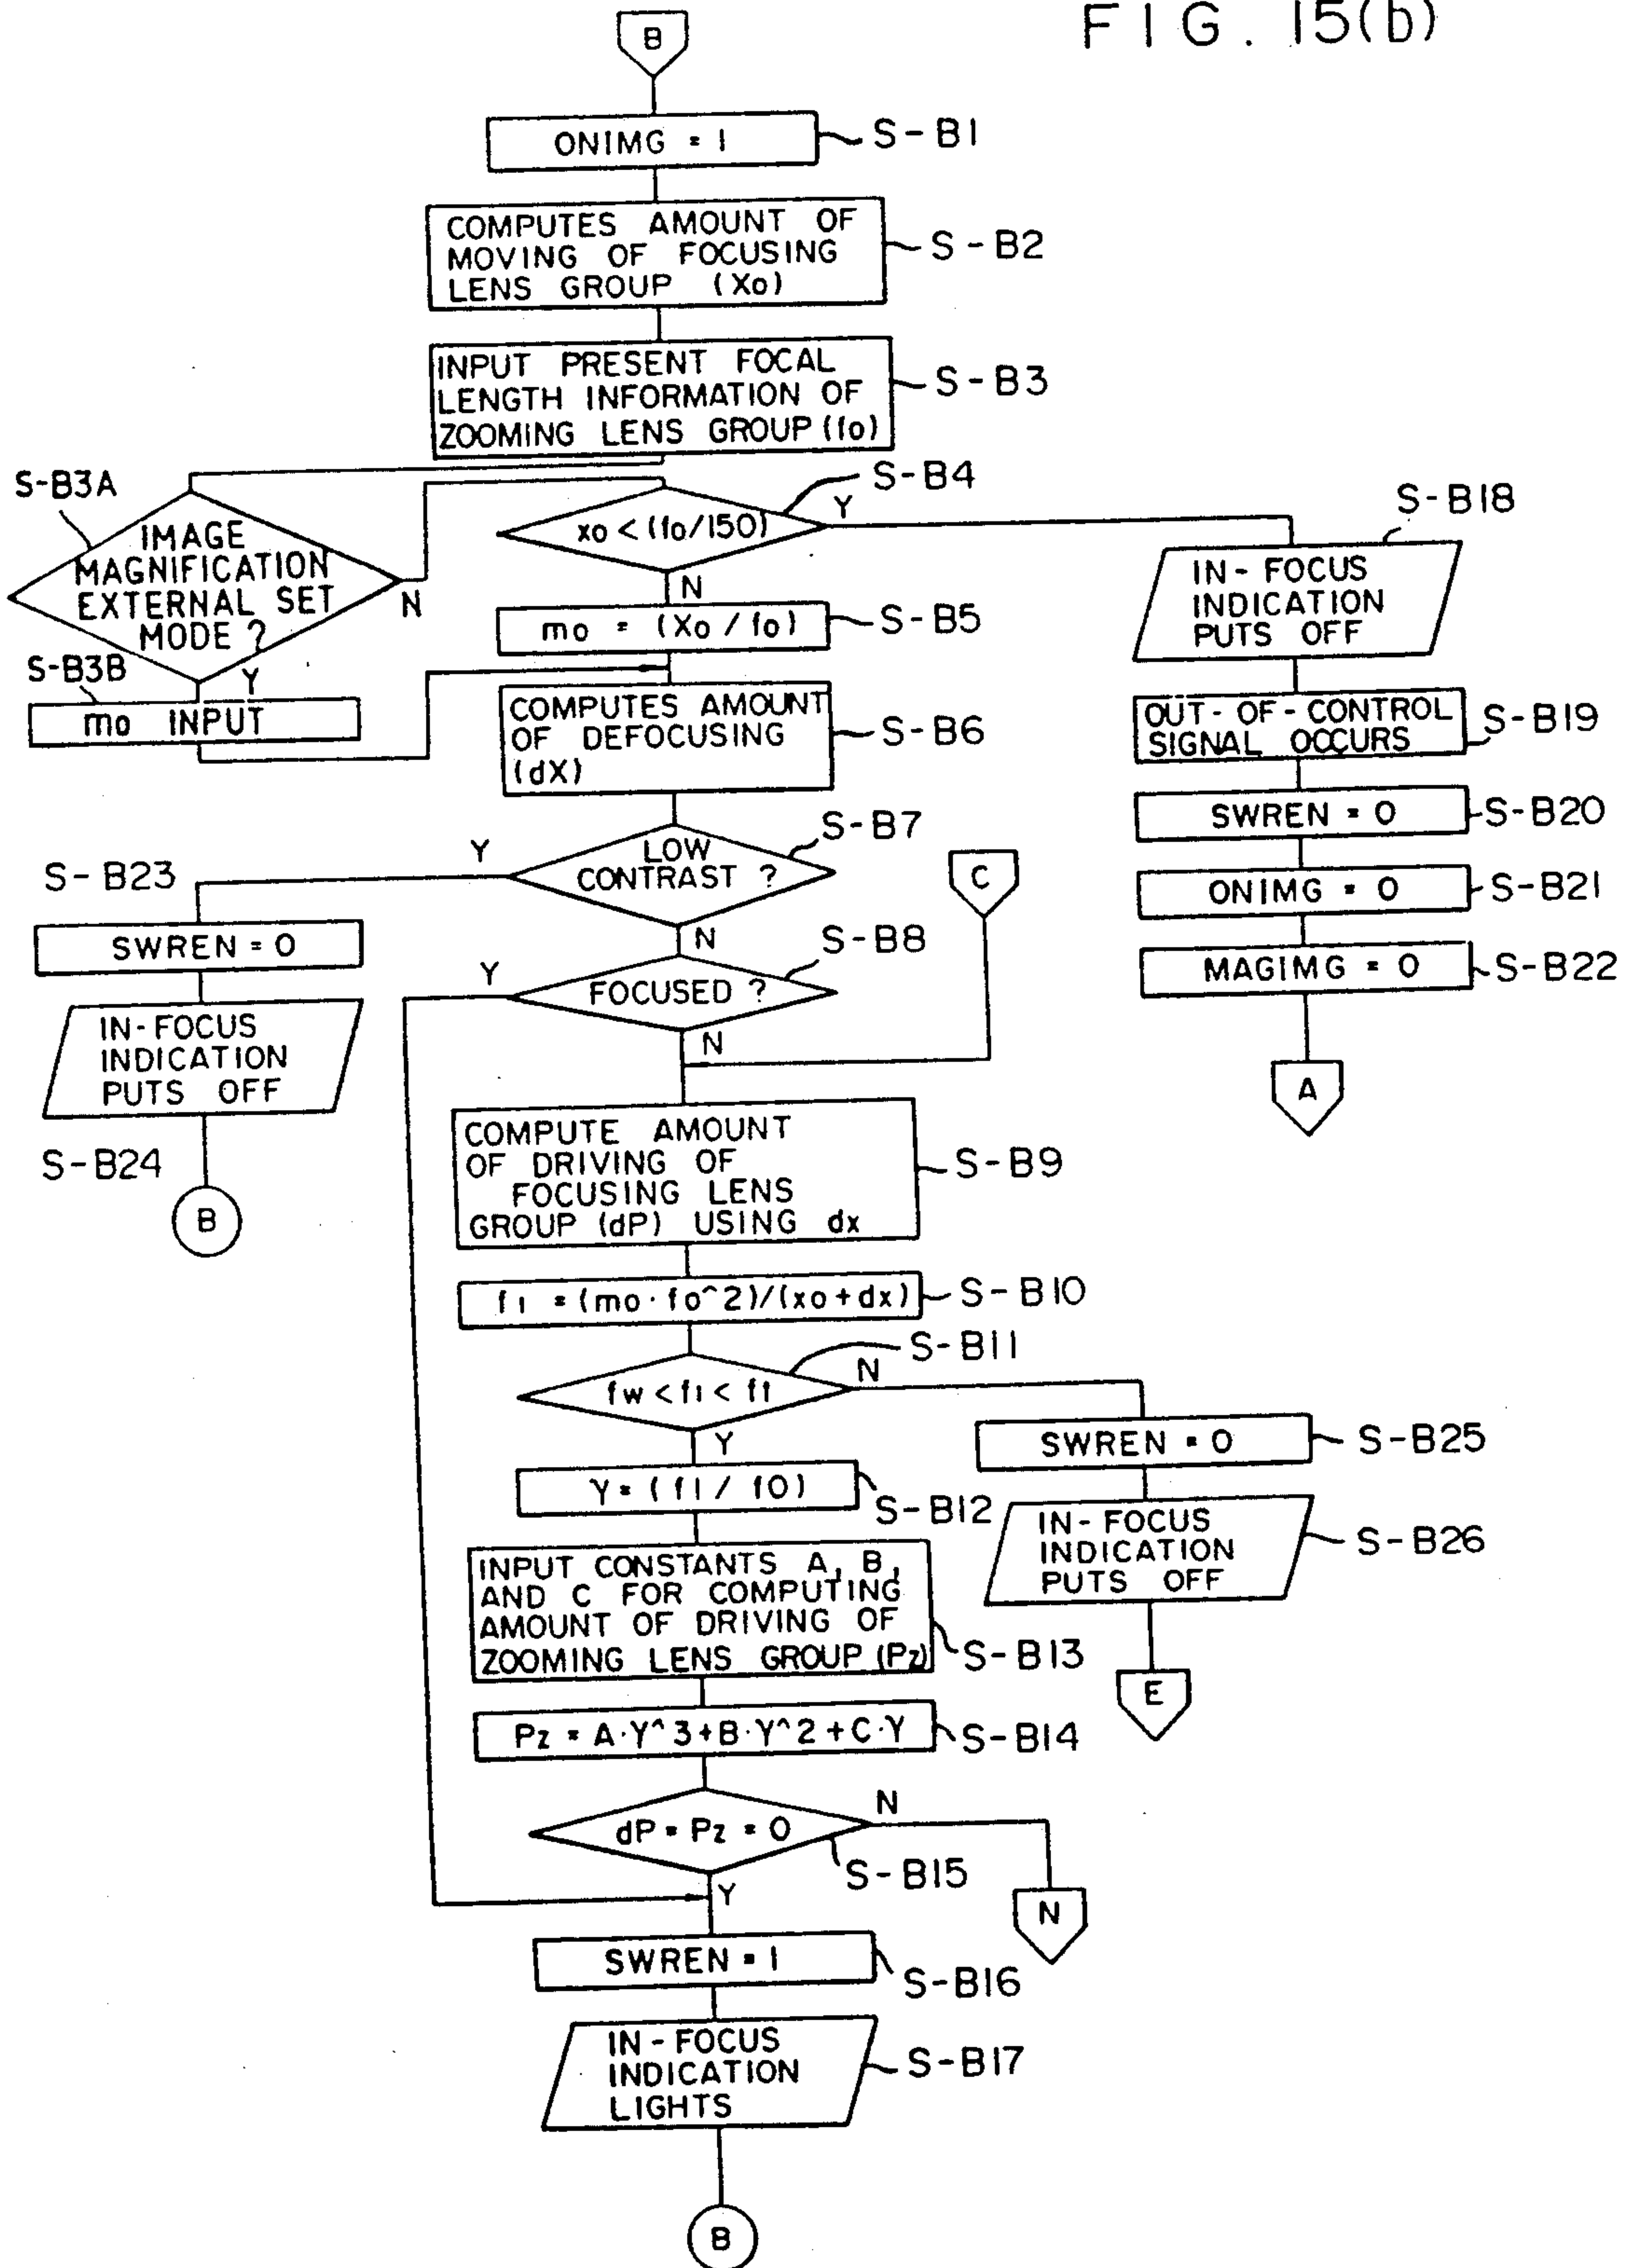 FIG. 15(b)
B
ONIMG = 1
S-B1
COMPUTES AMOUNT OF
MOVING OF FOCUSING
LENS GROUP (Xo)
S-B2
INPUT PRESENT FOCAL
LENGTH INFORMATION OF
ZOOMING LENS GROUP (fo)
S-B3
S-B3A
IMAGE
MAGNIFICATION
EXTERNAL SET
MODE ?
N
Y
S-B3B
mo INPUT
S-B4
xo < (fo/150)
Y
N
mo = (Xo / fo)
S-B5
COMPUTES AMOUNT
OF DEFOCUSING
(dX)
S-B6
S-B18
IN-FOCUS
INDICATION
PUTS OFF
OUT-OF-CONTROL
SIGNAL OCCURS
S-B19
SWREN = 0
S-B20
ONIMG = 0
S-B21
MAGIMG = 0
S-B22
A
S-B7
LOW
CONTRAST ?
Y
N
S-B23
SWREN = 0
IN-FOCUS
INDICATION
PUTS OFF
S-B24
B
C
S-B8
FOCUSED ?
Y
N
COMPUTE AMOUNT
OF DRIVING OF
FOCUSING LENS
GROUP (dP) USING dx
S-B9
f1 = (mo·fo^2)/(xo+dx)
S-B10
S-B11
fw < f1 < ft
N
Y
SWREN = 0
S-B25
IN-FOCUS
INDICATION
PUTS OFF
S-B26
E
γ = (f1 / f0)
S-B12
INPUT CONSTANTS A, B,
AND C FOR COMPUTING
AMOUNT OF DRIVING OF
ZOOMING LENS GROUP (Pz)
S-B13
Pz = A·γ^3+B·γ^2+C·γ
S-B14
dP = Pz = 0
N
S-B15
Y
N
SWREN = 1
S-B16
IN-FOCUS
INDICATION
LIGHTS
S-B17
B